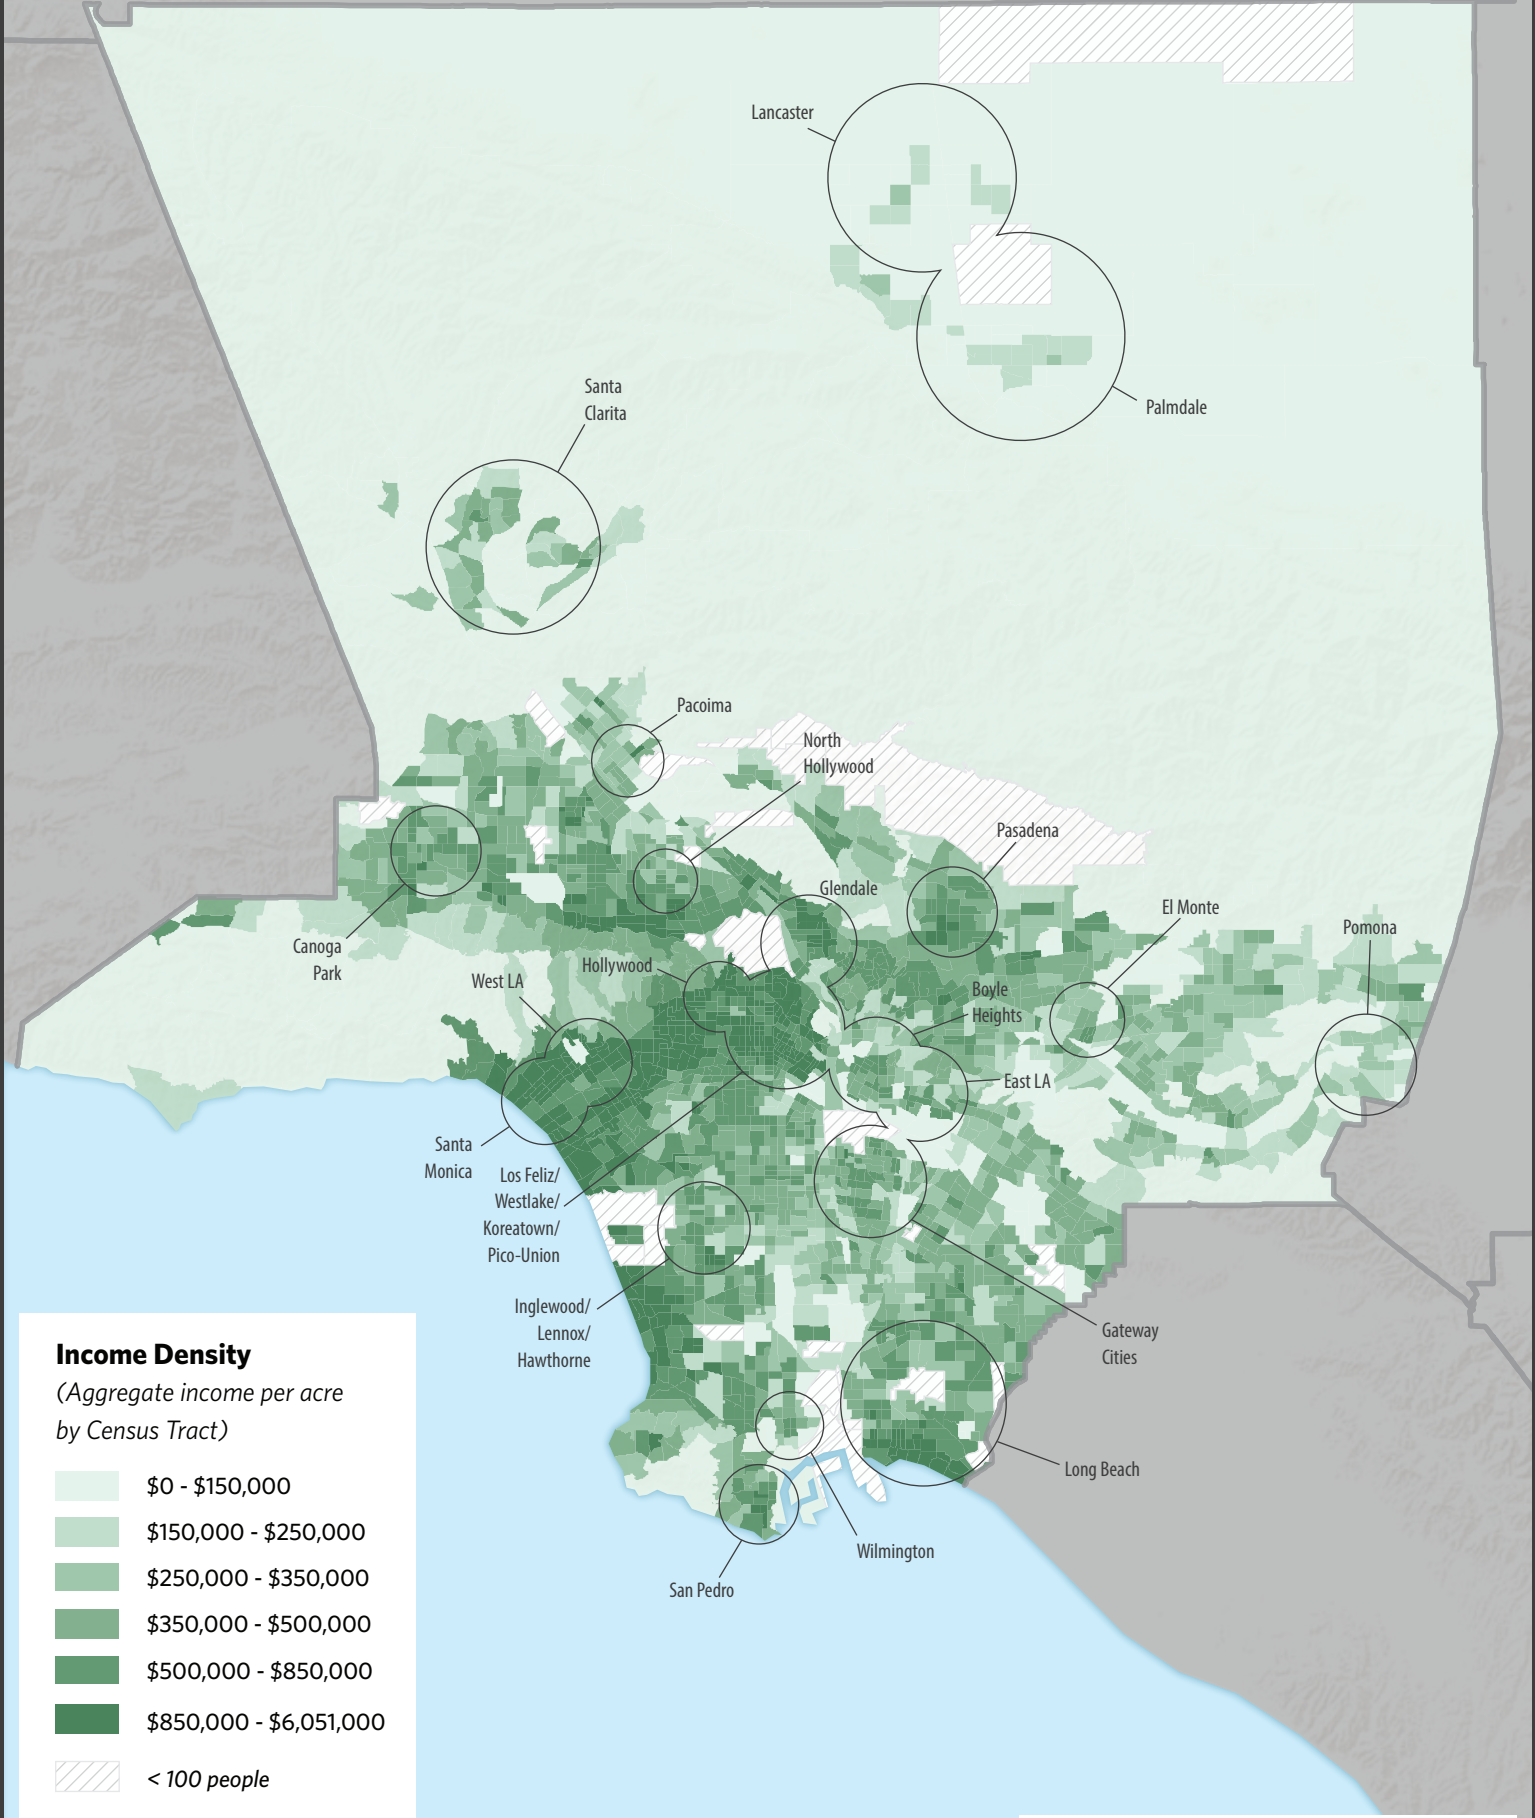 Lancaster
Palmdale
Santa
Clarita
Pacoima
North
Hollywood
Pasadena
Glendale
El Monte
Pomona
Canoga
Park
Hollywood
West LA
Boyle
Heights
East LA
Santa
Monica
Los Feliz/
Westlake/
Koreatown/
Pico-Union
Inglewood/
Lennox/
Hawthorne
Gateway
Cities
Long Beach
Wilmington
San Pedro
Income Density
(Aggregate income per acre
by Census Tract)
$0 - $150,000
$150,000 - $250,000
$250,000 - $350,000
$350,000 - $500,000
$500,000 - $850,000
$850,000 - $6,051,000
< 100 people